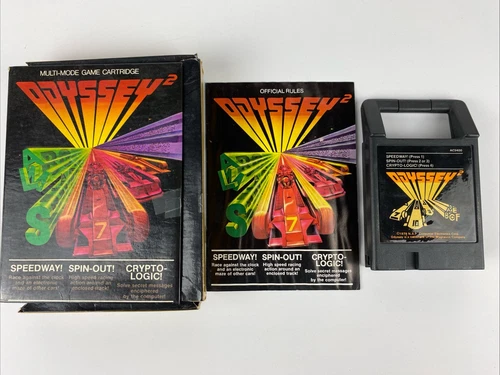 MULTI-MODE GAME CARTRIDGE
ODYSSEY²
A
S
7
SPEEDWAY!
Race against the clock
and an electronic
maze of other cars!
SPIN-OUT!
High speed racing
action around an
enclosed track!
CRYPTO-
LOGIC!
Solve secret messages
enciphered
by the computer!
OFFICIAL RULES
ODYSSEY²
S
7
SPEEDWAY!
Race against the clock
and an electronic
maze of other cars!
SPIN-OUT!
High speed racing
action around an
enclosed track!
CRYPTO-
LOGIC!
Solve secret messages
enciphered
by the computer!
SPEEDWAY! (Press 1)
SPIN-OUT! (Press 2 or 3)
CRYPTO-LOGIC! (Press 4)
ODYSSEY²